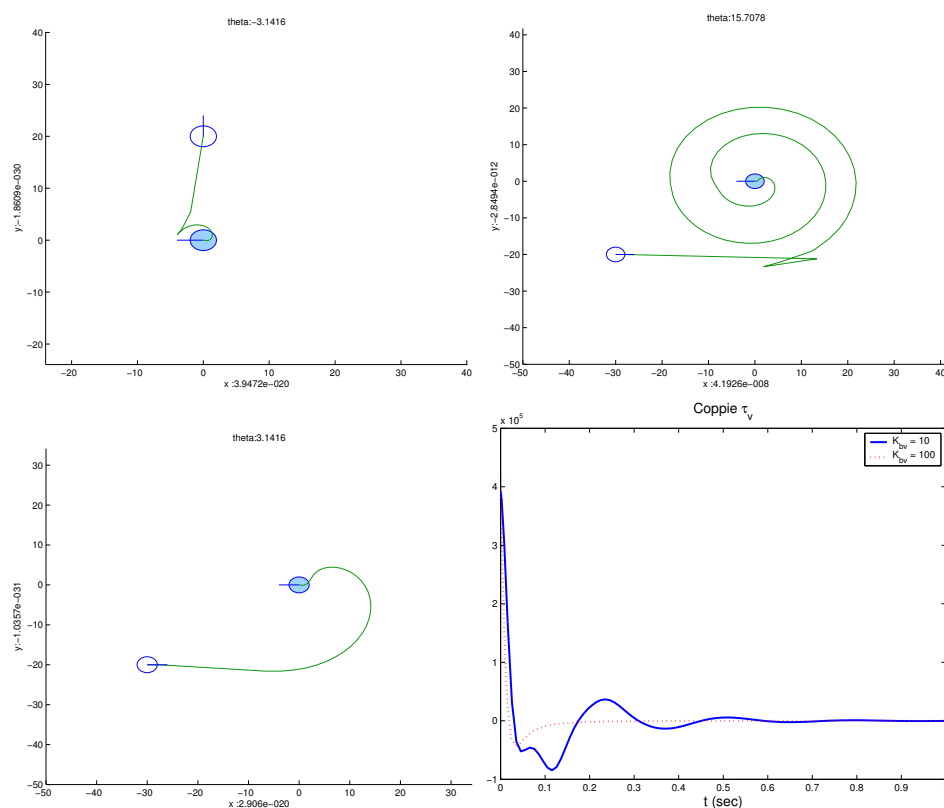 theta:−3.1416
40
30
20
10
0
−10
−20
y:−1.8609e−030
−20 −10 0 10 20 30 40
x :3.9472e−020
theta:15.7078
40
30
20
10
0
−10
−20
−30
−40
−50
y:−2.8494e−012
−50 −40 −30 −20 −10 0 10 20 30 40
x :4.1926e−008
theta:3.1416
30
20
10
0
−10
−20
−30
−40
−50
y:−1.0357e−031
−50 −40 −30 −20 −10 0 10 20 30
x :2.906e−020
Coppie τv
x 10^5
K_bv = 10
K_bv = 100
5
4
3
2
1
0
−1
0 0.1 0.2 0.3 0.4 0.5 0.6 0.7 0.8 0.9
t (sec)